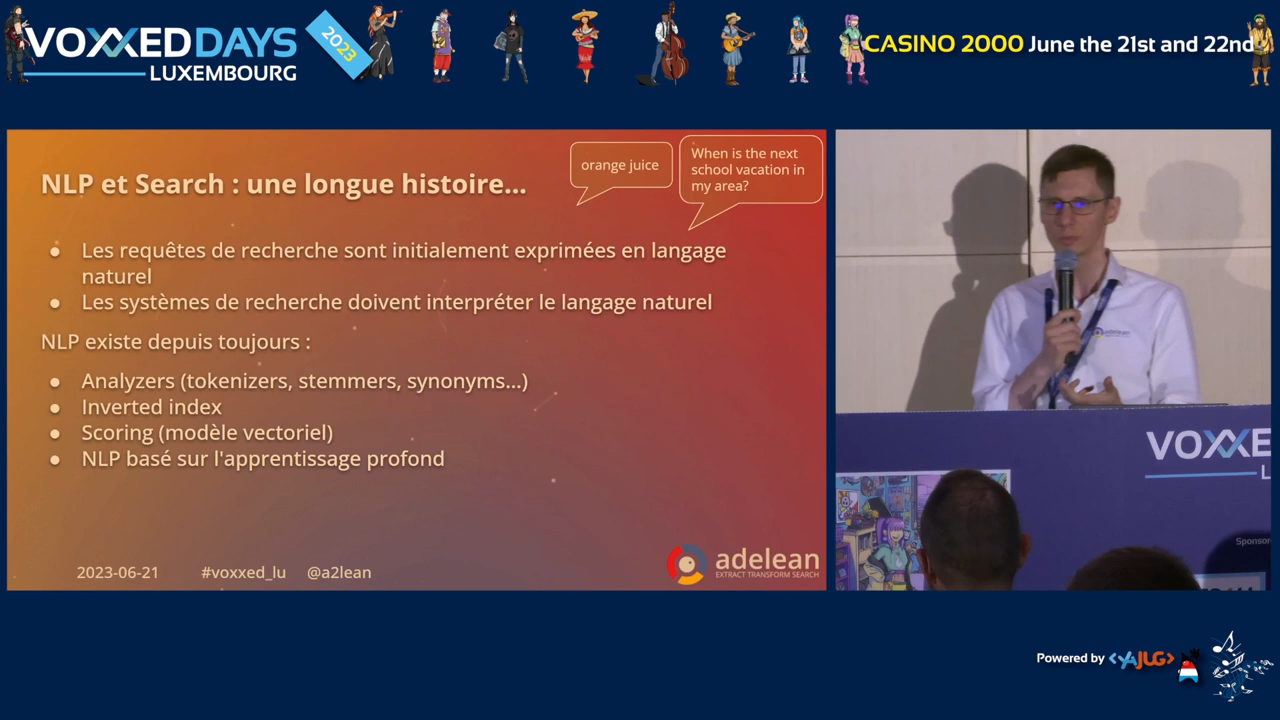 VOXXED DAYS
LUXEMBOURG
2023
CASINO 2000 June the 21st and 22nd
orange juice
When is the next
school vacation in
my area?
NLP et Search : une longue histoire...
● Les requêtes de recherche sont initialement exprimées en langage
naturel
● Les systèmes de recherche doivent interpréter le langage naturel
NLP existe depuis toujours :
● Analyzers (tokenizers, stemmers, synonyms...)
● Inverted index
● Scoring (modèle vectoriel)
● NLP basé sur l'apprentissage profond
2023-06-21 #voxxed_lu @a2lean
adelean
EXTRACT TRANSFORM SEARCH
adelean
VOXXE
L
Sponsor
Powered by <YAJUG>